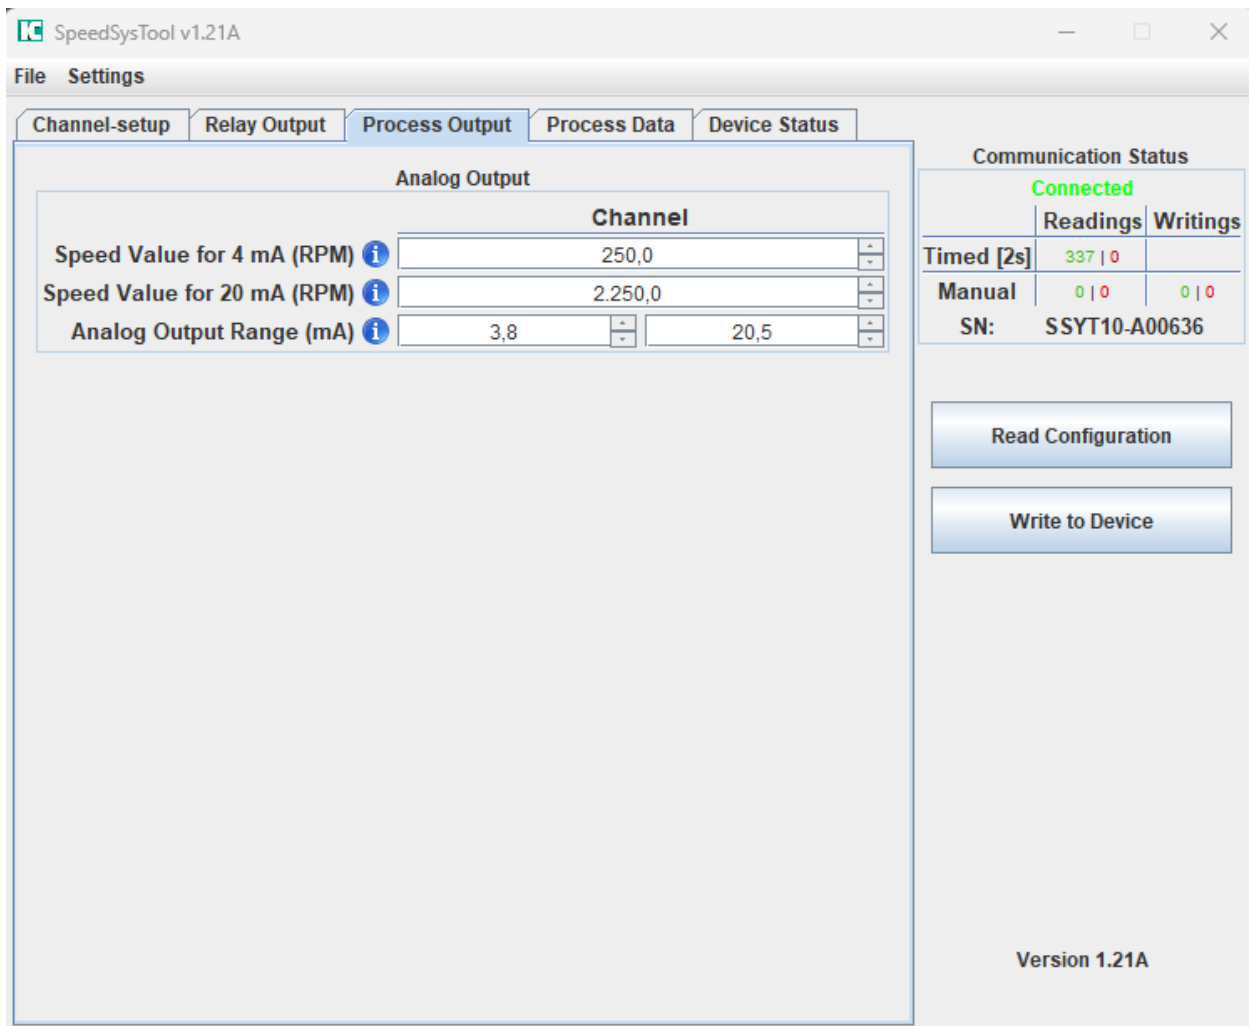 SpeedSysTool v1.21A
File Settings
Channel-setup Relay Output Process Output Process Data Device Status
Analog Output
Channel
Speed Value for 4 mA (RPM) i 250,0
Speed Value for 20 mA (RPM) i 2.250,0
Analog Output Range (mA) i 3,8 20,5
Communication Status
Connected
Readings Writings
Timed [2s] 337 | 0
Manual 0 | 0 0 | 0
SN: SSYT10-A00636
Read Configuration
Write to Device
Version 1.21A